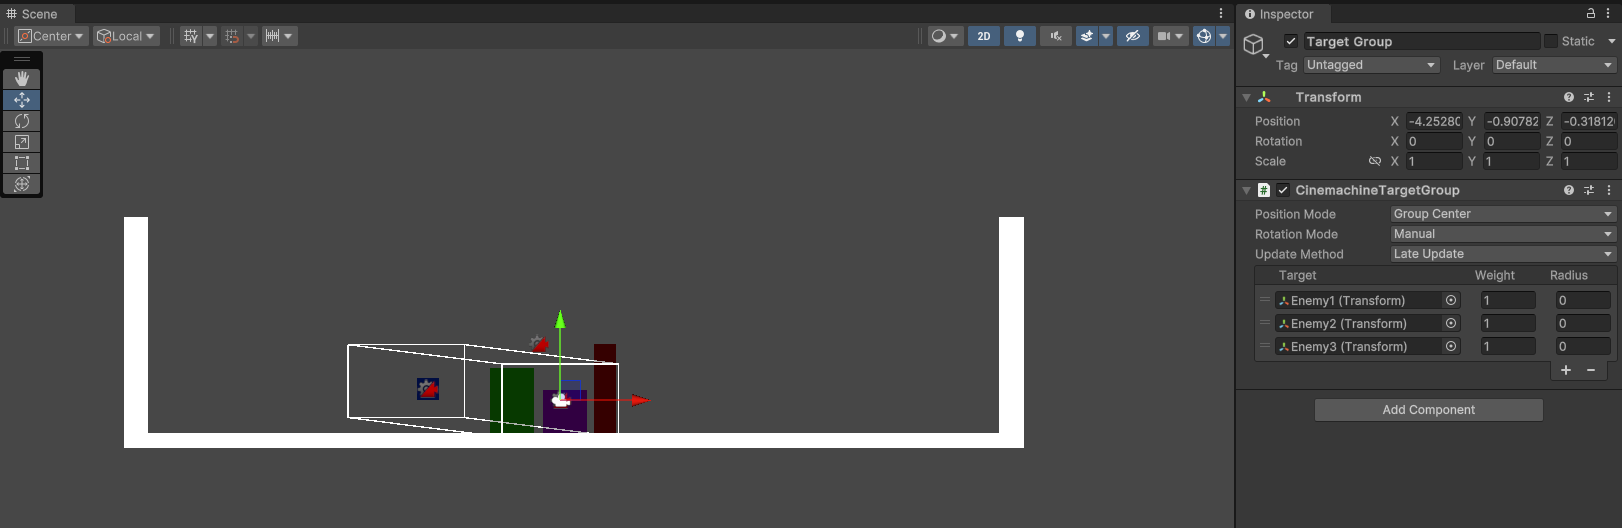 Scene
Center Local 2D
Inspector
Target Group Static
Tag Untagged Layer Default
Transform
Position X -4.2528 Y -0.90782 Z -0.31812
Rotation X 0 Y 0 Z 0
Scale X 1 Y 1 Z 1
# CinemachineTargetGroup
Position Mode Group Center
Rotation Mode Manual
Update Method Late Update
Target Weight Radius
Enemy1 (Transform) 1 0
Enemy2 (Transform) 1 0
Enemy3 (Transform) 1 0
+ −
Add Component